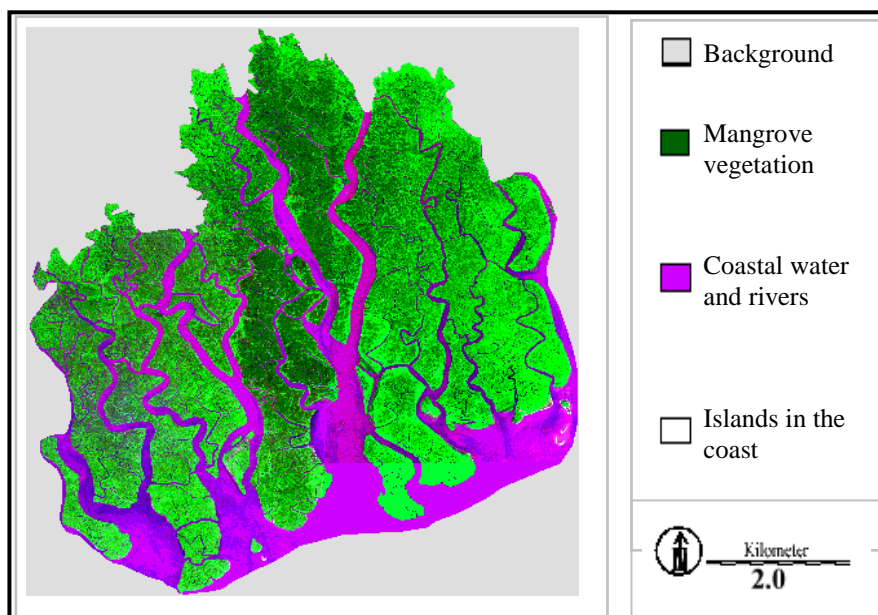 Background
Mangrove
vegetation
Coastal water
and rivers
Islands in the
coast
N
Kilometer
2.0